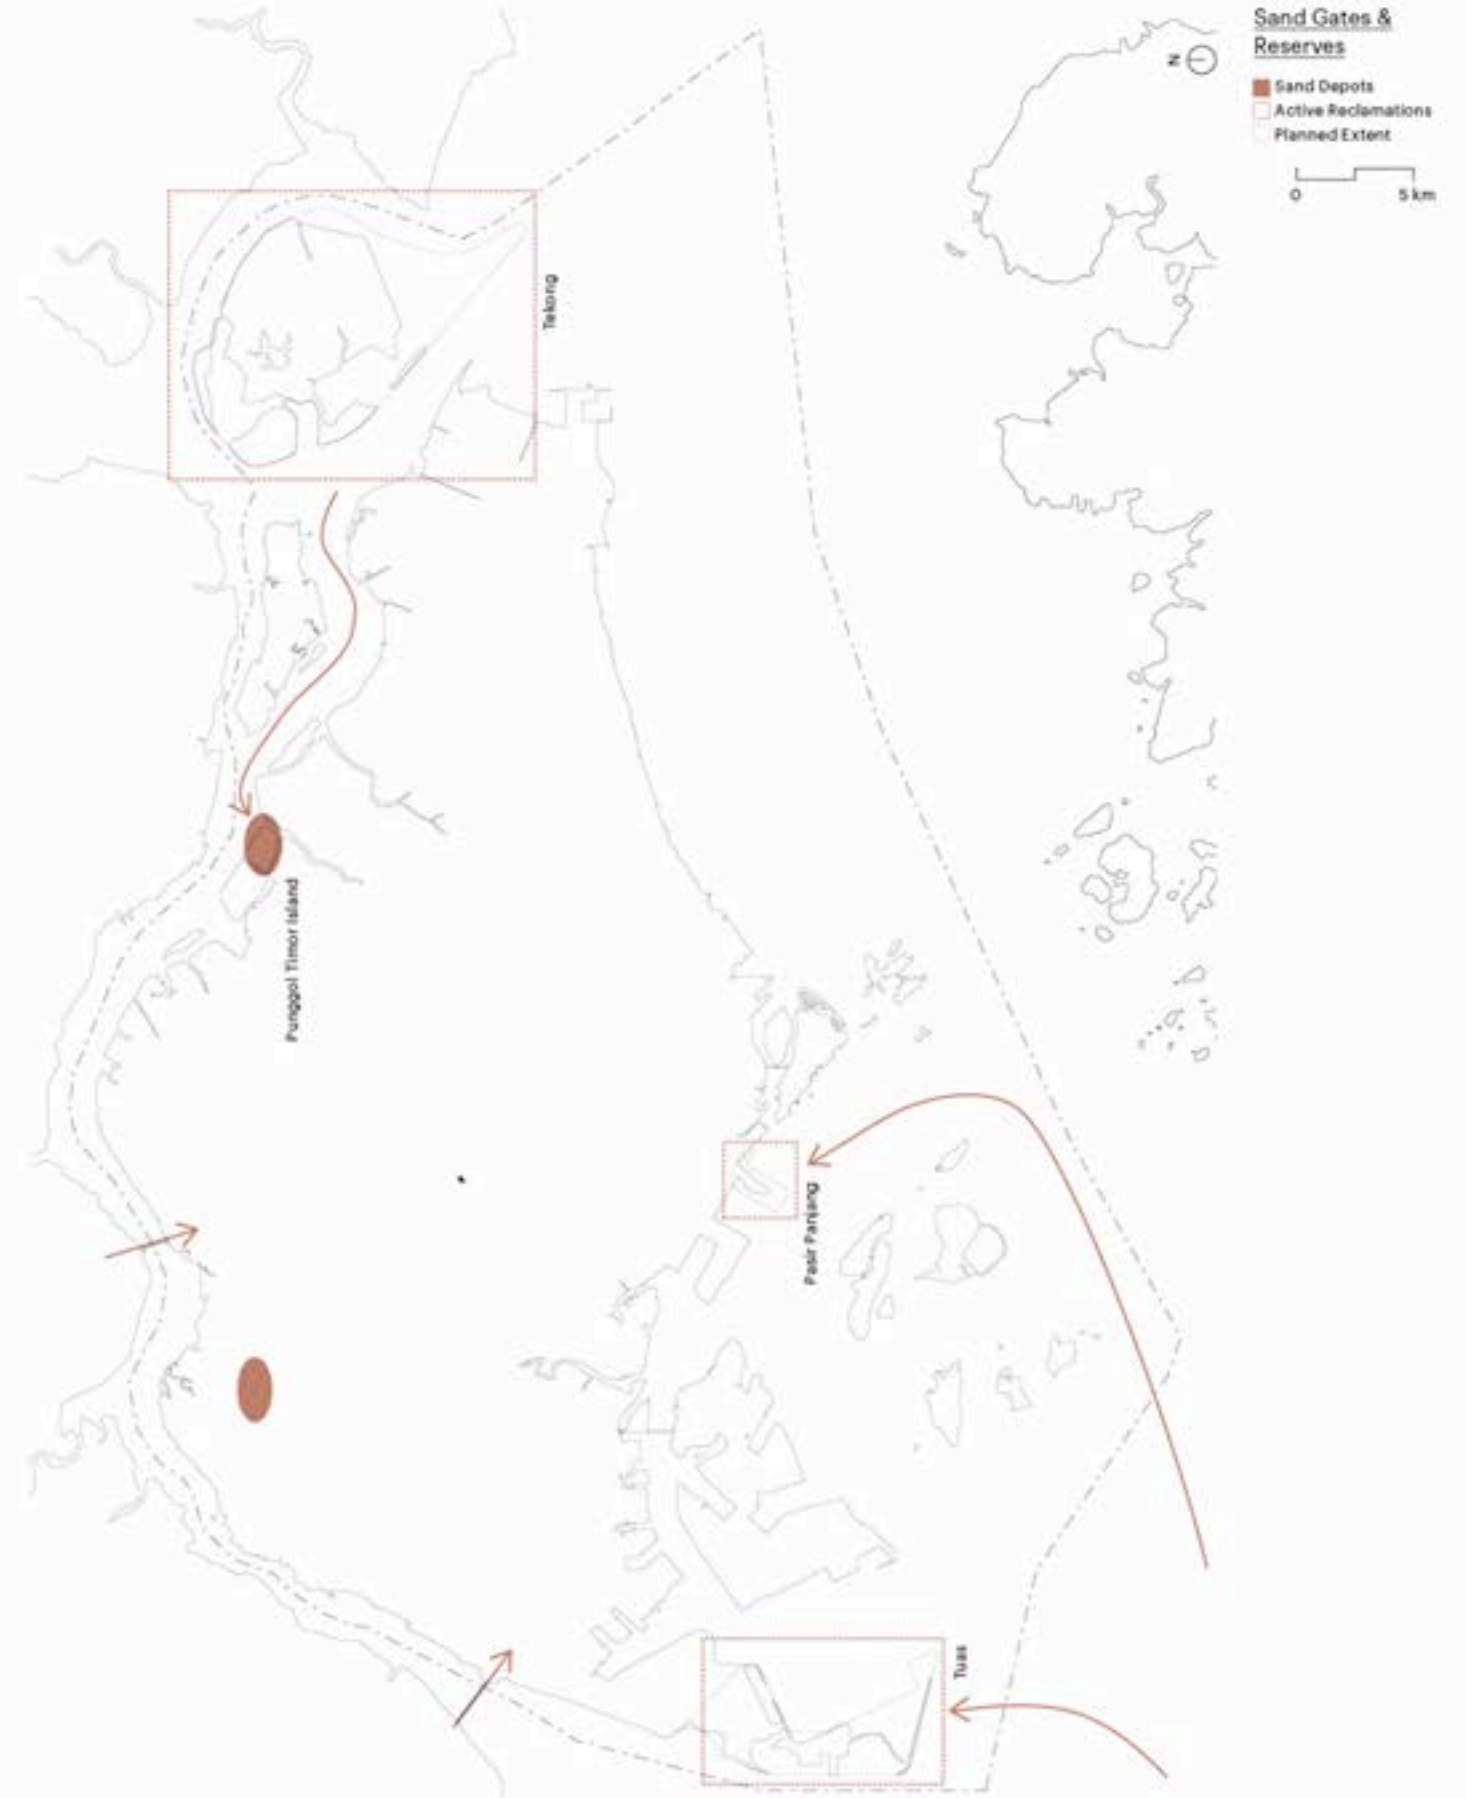 Sand Gates &
Reserves
N
Sand Depots
Active Reclamations
Planned Extent
0
5 km
Tekong
Punggol Timor Island
Pasir Panjang
Tuas